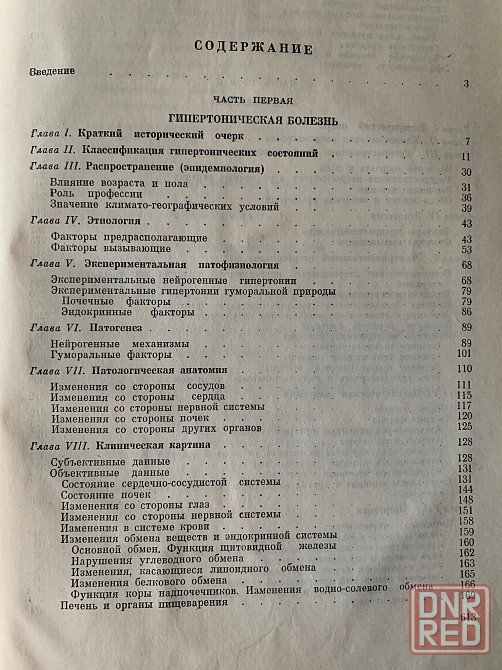 СОДЕРЖАНИЕ
Введение . . . . . . . . . . . . . . 3
ЧАСТЬ ПЕРВАЯ
ГИПЕРТОНИЧЕСКАЯ БОЛЕЗНЬ
Глава I. Краткий исторический очерк . . . . . . . 7
Глава II. Классификация гипертонических состояний . . . . 11
Глава III. Распространение (эпидемиология) . . . . . . 30
Влияние возраста и пола . . . . . . . . . 31
Роль профессии . . . . . . . . . . . 36
Значение климато-географических условий . . . . . 39
Глава IV. Этиология . . . . . . . . . . . 43
Факторы предрасполагающие . . . . . . . . 43
Факторы вызывающие . . . . . . . . . . 53
Глава V. Экспериментальная патофизиология . . . . . . 68
Экспериментальные нейрогенные гипертонии . . . . . 68
Экспериментальные гипертонии гуморальной природы . . . 79
Почечные факторы . . . . . . . . . . 79
Эндокринные факторы . . . . . . . . . 86
Глава VI. Патогенез . . . . . . . . . . . 89
Нейрогенные механизмы . . . . . . . . . 89
Гуморальные факторы . . . . . . . . . . 101
Глава VII. Патологическая анатомия . . . . . . . 110
Изменения со стороны сосудов . . . . . . . . 111
Изменения со стороны сердца . . . . . . . . 115
Изменения со стороны нервной системы . . . . . . 117
Изменения со стороны почек . . . . . . . . 120
Изменения со стороны других органов . . . . . . 125
Глава VIII. Клиническая картина . . . . . . . . 128
Субъективные данные . . . . . . . . . . 128
Объективные данные . . . . . . . . . . 131
Состояние сердечно-сосудистой системы . . . . . . 131
Состояние почек . . . . . . . . . . . 144
Изменения со стороны глаз . . . . . . . . 148
Изменения со стороны нервной системы . . . . . . 151
Изменения в системе крови . . . . . . . . 158
Изменения обмена веществ и эндокринной системы . . . 159
Основной обмен. Функция щитовидной железы . . . . 160
Нарушения углеводного обмена . . . . . . . 162
Изменения, касающиеся липоидного обмена . . . . 163
Изменения белкового обмена . . . . . . . . 165
Функция коры надпочечников. Изменения водно-солевого обмена 166
Печень и органы пищеварения . . . . . . . . 169
613
DNR
RED